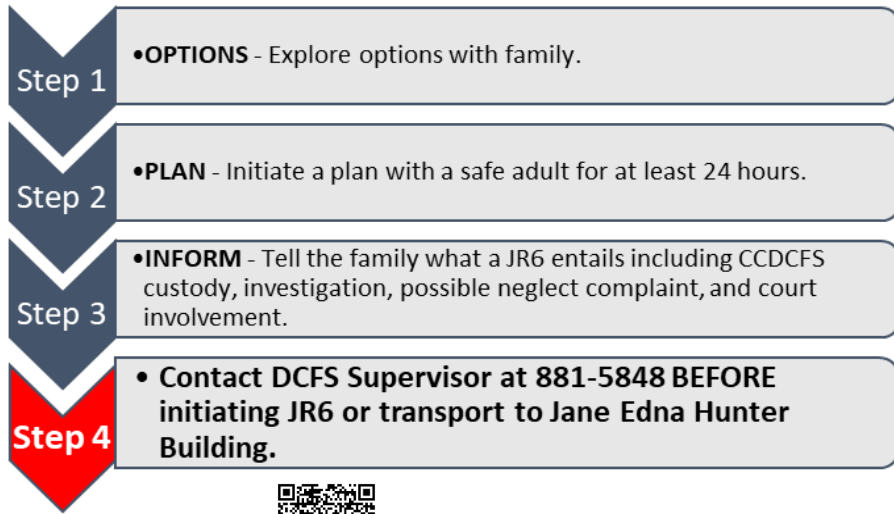 Step 1
•OPTIONS - Explore options with family.
Step 2
•PLAN - Initiate a plan with a safe adult for at least 24 hours.
Step 3
•INFORM - Tell the family what a JR6 entails including CCDCFS
custody, investigation, possible neglect complaint, and court
involvement.
Step 4
• Contact DCFS Supervisor at 881-5848 BEFORE
initiating JR6 or transport to Jane Edna Hunter
Building.